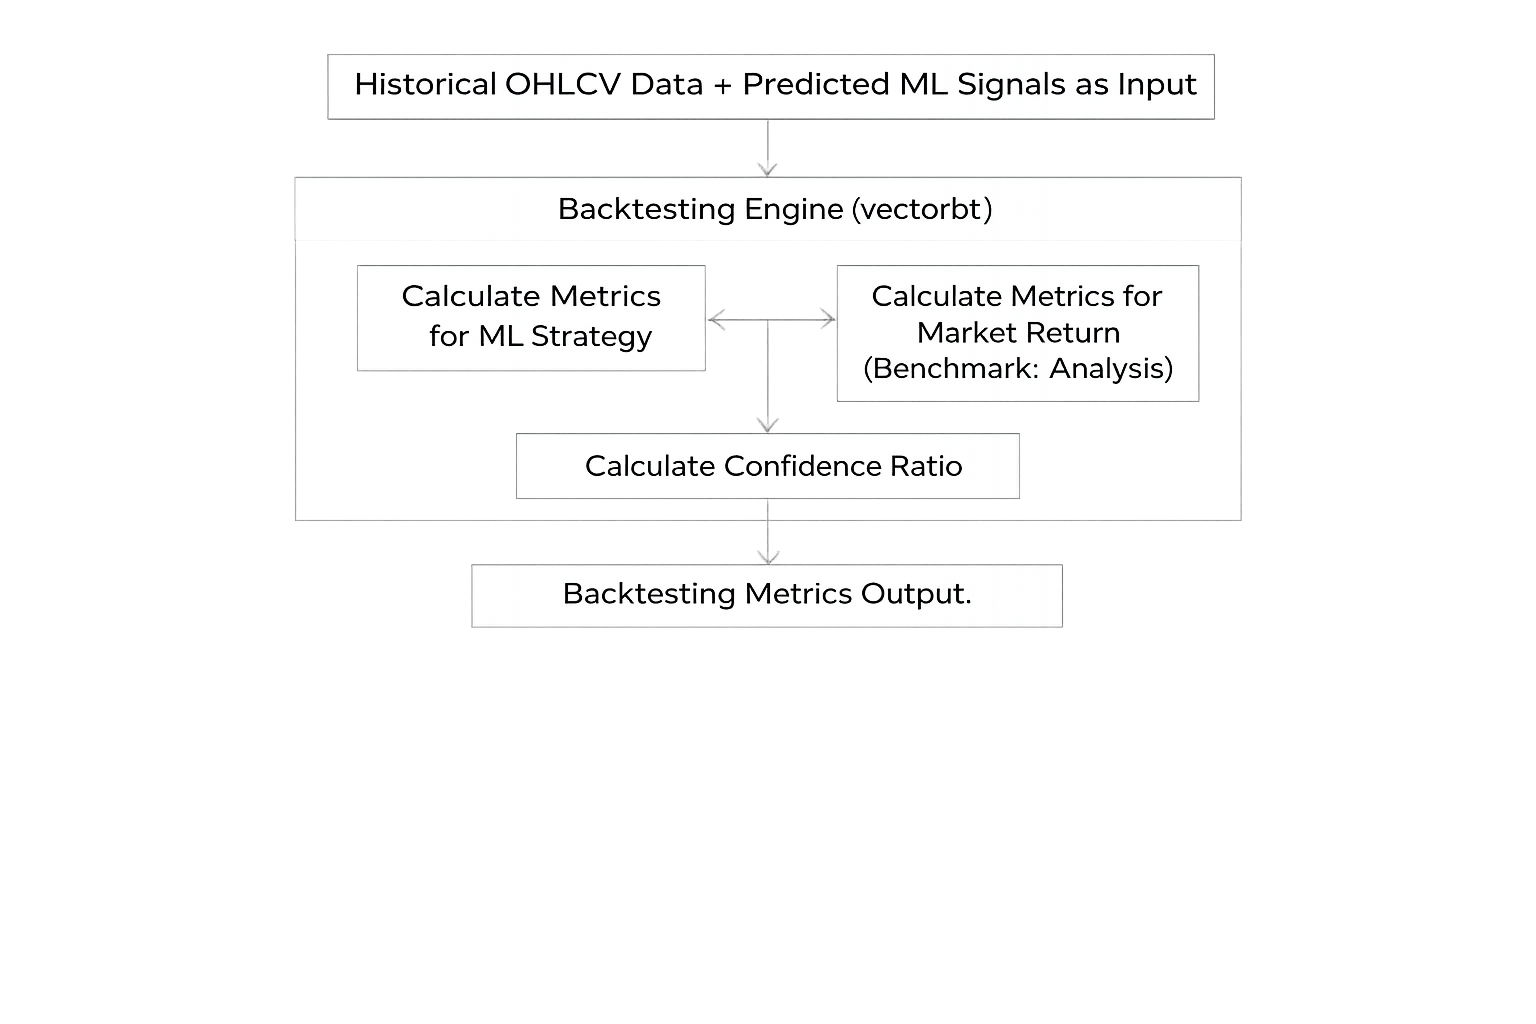 Historical OHLCV Data + Predicted ML Signals as Input
Backtesting Engine (vectorbt)
Calculate Metrics
for ML Strategy
Calculate Metrics for
Market Return
(Benchmark: Analysis)
Calculate Confidence Ratio
Backtesting Metrics Output.